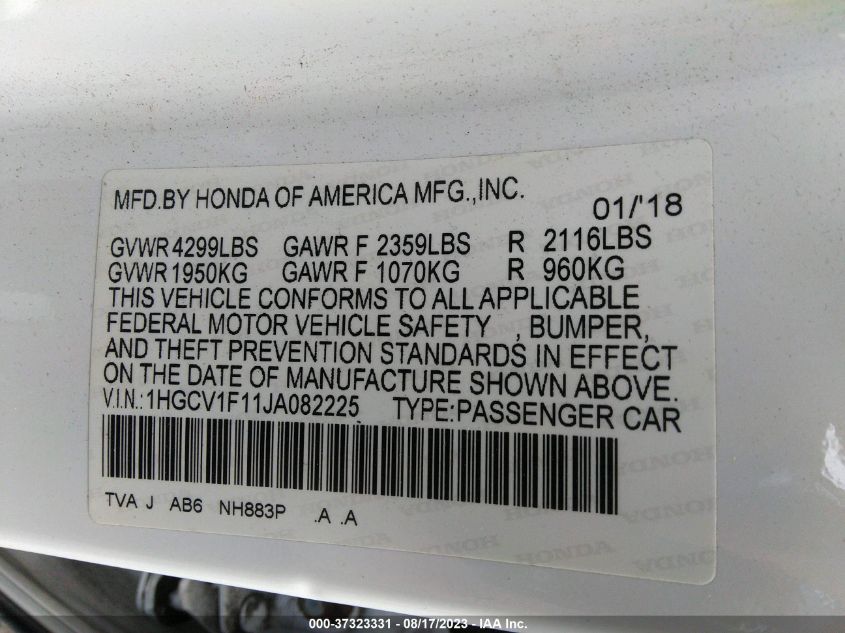 MFD.BY HONDA OF AMERICA MFG.,INC. 01/'18
GVWR 4299LBS GAWR F 2359LBS R 2116LBS
GVWR 1950KG GAWR F 1070KG R 960KG
THIS VEHICLE CONFORMS TO ALL APPLICABLE
FEDERAL MOTOR VEHICLE SAFETY , BUMPER,
AND THEFT PREVENTION STANDARDS IN EFFECT
ON THE DATE OF MANUFACTURE SHOWN ABOVE.
V.I.N.:1HGCV1F11JA082225 TYPE:PASSENGER CAR
TVA J AB6 NH883P .A .A
000-37323331 - 08/17/2023 - IAA Inc.